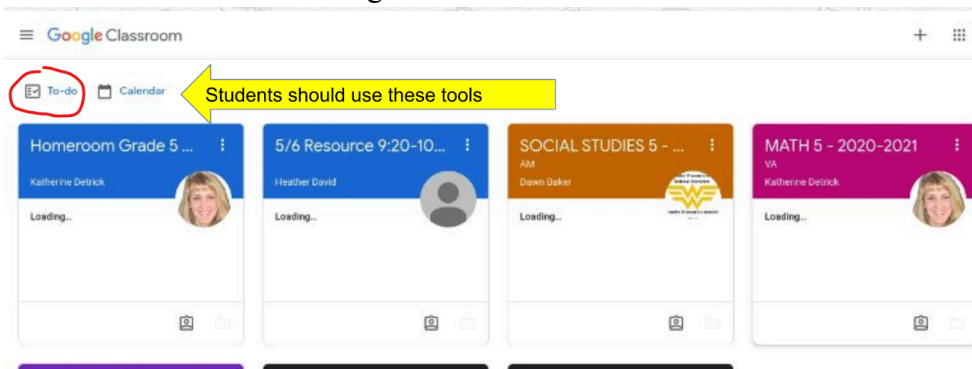 Google Classroom
To-do Calendar
Students should use these tools
Homeroom Grade 5 ...
Katherine Detrick
Loading...
5/6 Resource 9:20-10...
Heather David
Loading...
SOCIAL STUDIES 5 - ...
AM
Dawn Baker
Loading...
MATH 5 - 2020-2021
VA
Katherine Detrick
Loading...